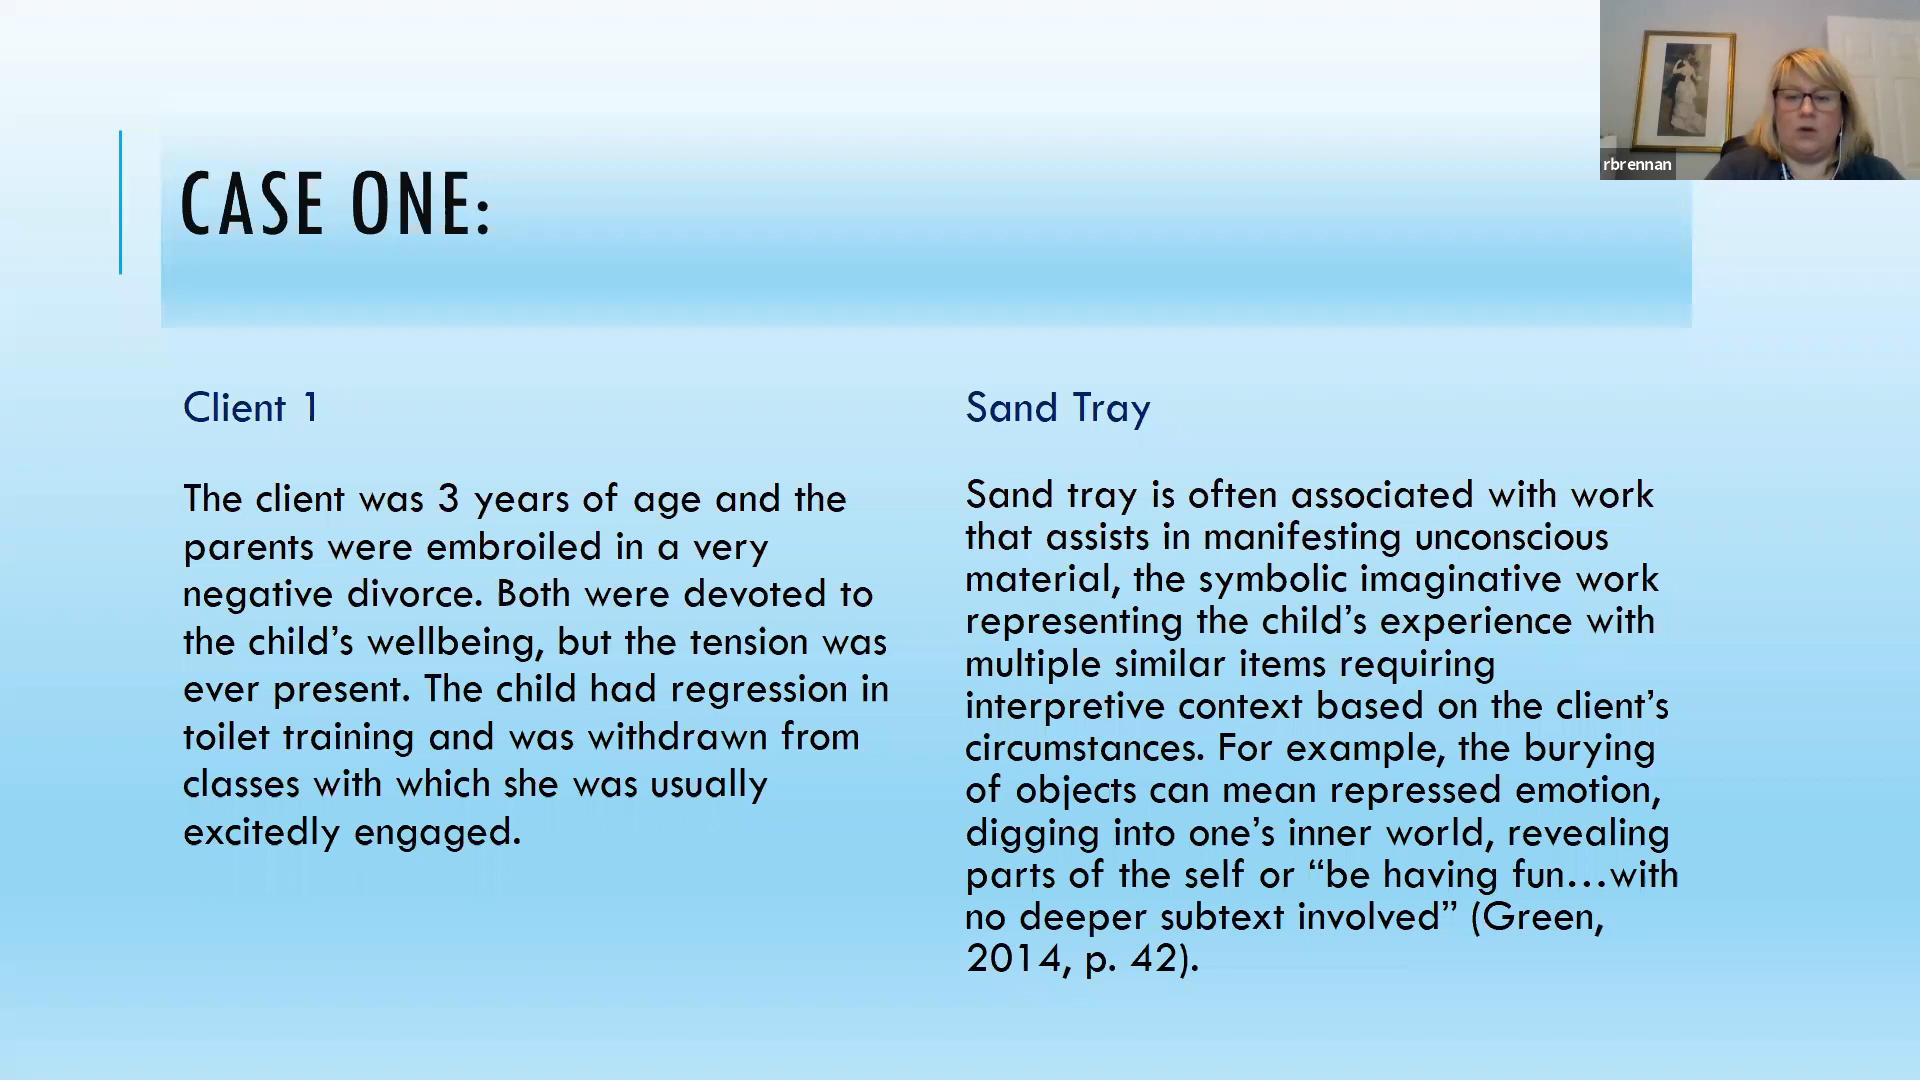 rbrennan
CASE ONE:
Client 1
The client was 3 years of age and the
parents were embroiled in a very
negative divorce. Both were devoted to
the child’s wellbeing, but the tension was
ever present. The child had regression in
toilet training and was withdrawn from
classes with which she was usually
excitedly engaged.
Sand Tray
Sand tray is often associated with work
that assists in manifesting unconscious
material, the symbolic imaginative work
representing the child’s experience with
multiple similar items requiring
interpretive context based on the client’s
circumstances. For example, the burying
of objects can mean repressed emotion,
digging into one’s inner world, revealing
parts of the self or “be having fun…with
no deeper subtext involved” (Green,
2014, p. 42).